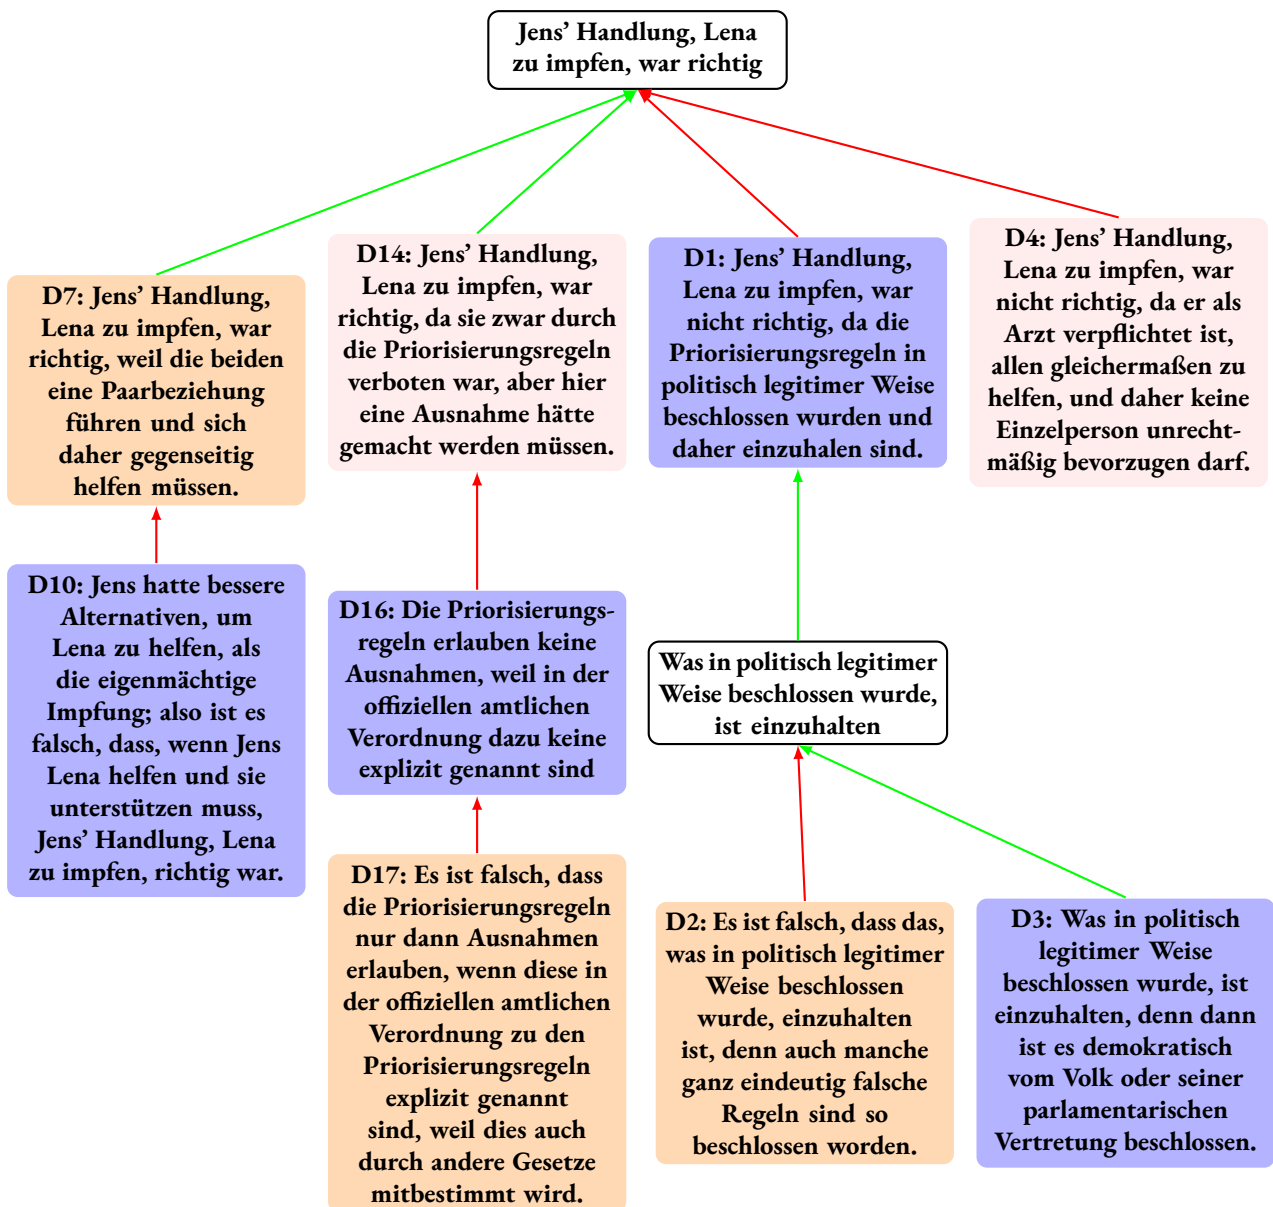 Jens’ Handlung, Lena
zu impfen, war richtig
D7: Jens’ Handlung,
Lena zu impfen, war
richtig, weil die beiden
eine Paarbeziehung
führen und sich
daher gegenseitig
helfen müssen.
D14: Jens’ Handlung,
Lena zu impfen, war
richtig, da sie zwar durch
die Priorisierungsregeln
verboten war, aber hier
eine Ausnahme hätte
gemacht werden müssen.
D1: Jens’ Handlung,
Lena zu impfen, war
nicht richtig, da die
Priorisierungsregeln in
politisch legitimer Weise
beschlossen wurden und
daher einzuhalen sind.
D4: Jens’ Handlung,
Lena zu impfen, war
nicht richtig, da er als
Arzt verpflichtet ist,
allen gleichermaßen zu
helfen, und daher keine
Einzelperson unrecht-
mäßig bevorzugen darf.
D10: Jens hatte bessere
Alternativen, um
Lena zu helfen, als
die eigenmächtige
Impfung; also ist es
falsch, dass, wenn Jens
Lena helfen und sie
unterstützen muss,
Jens’ Handlung, Lena
zu impfen, richtig war.
D16: Die Priorisierungs-
regeln erlauben keine
Ausnahmen, weil in der
offiziellen amtlichen
Verordnung dazu keine
explizit genannt sind
Was in politisch legitimer
Weise beschlossen wurde,
ist einzuhalten
D17: Es ist falsch, dass
die Priorisierungsregeln
nur dann Ausnahmen
erlauben, wenn diese in
der offiziellen amtlichen
Verordnung zu den
Priorisierungsregeln
explizit genannt
sind, weil dies auch
durch andere Gesetze
mitbestimmt wird.
D2: Es ist falsch, dass das,
was in politisch legitimer
Weise beschlossen
wurde, einzuhalten
ist, denn auch manche
ganz eindeutig falsche
Regeln sind so
beschlossen worden.
D3: Was in politisch
legitimer Weise
beschlossen wurde, ist
einzuhalten, denn dann
ist es demokratisch
vom Volk oder seiner
parlamentarischen
Vertretung beschlossen.